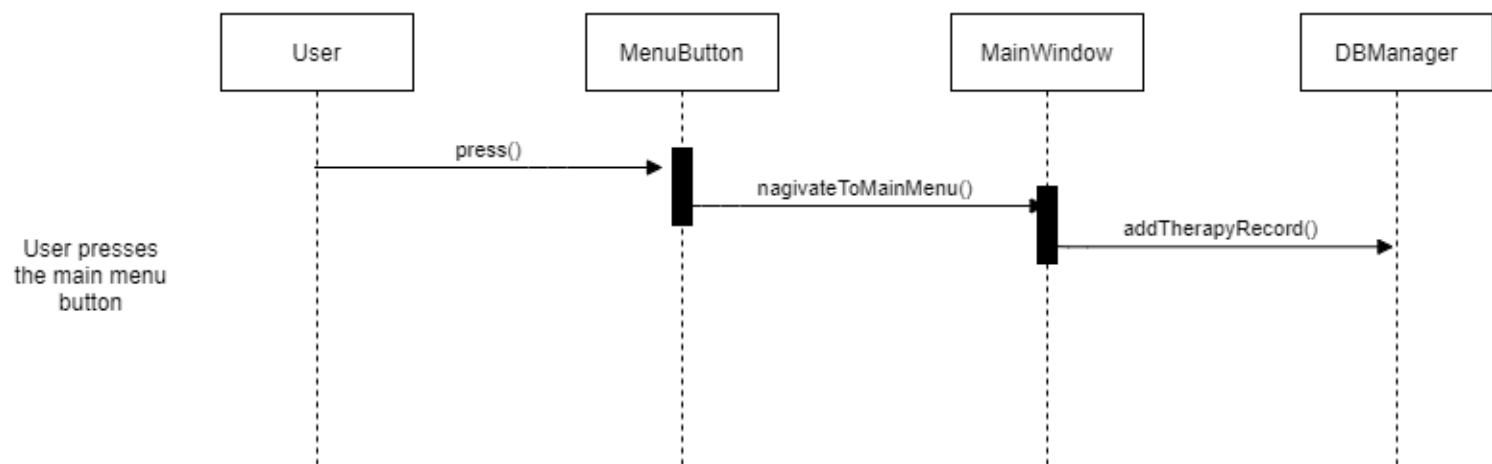 User
MenuButton
MainWindow
DBManager
press()
nagivateToMainMenu()
addTherapyRecord()
User presses
the main menu
button